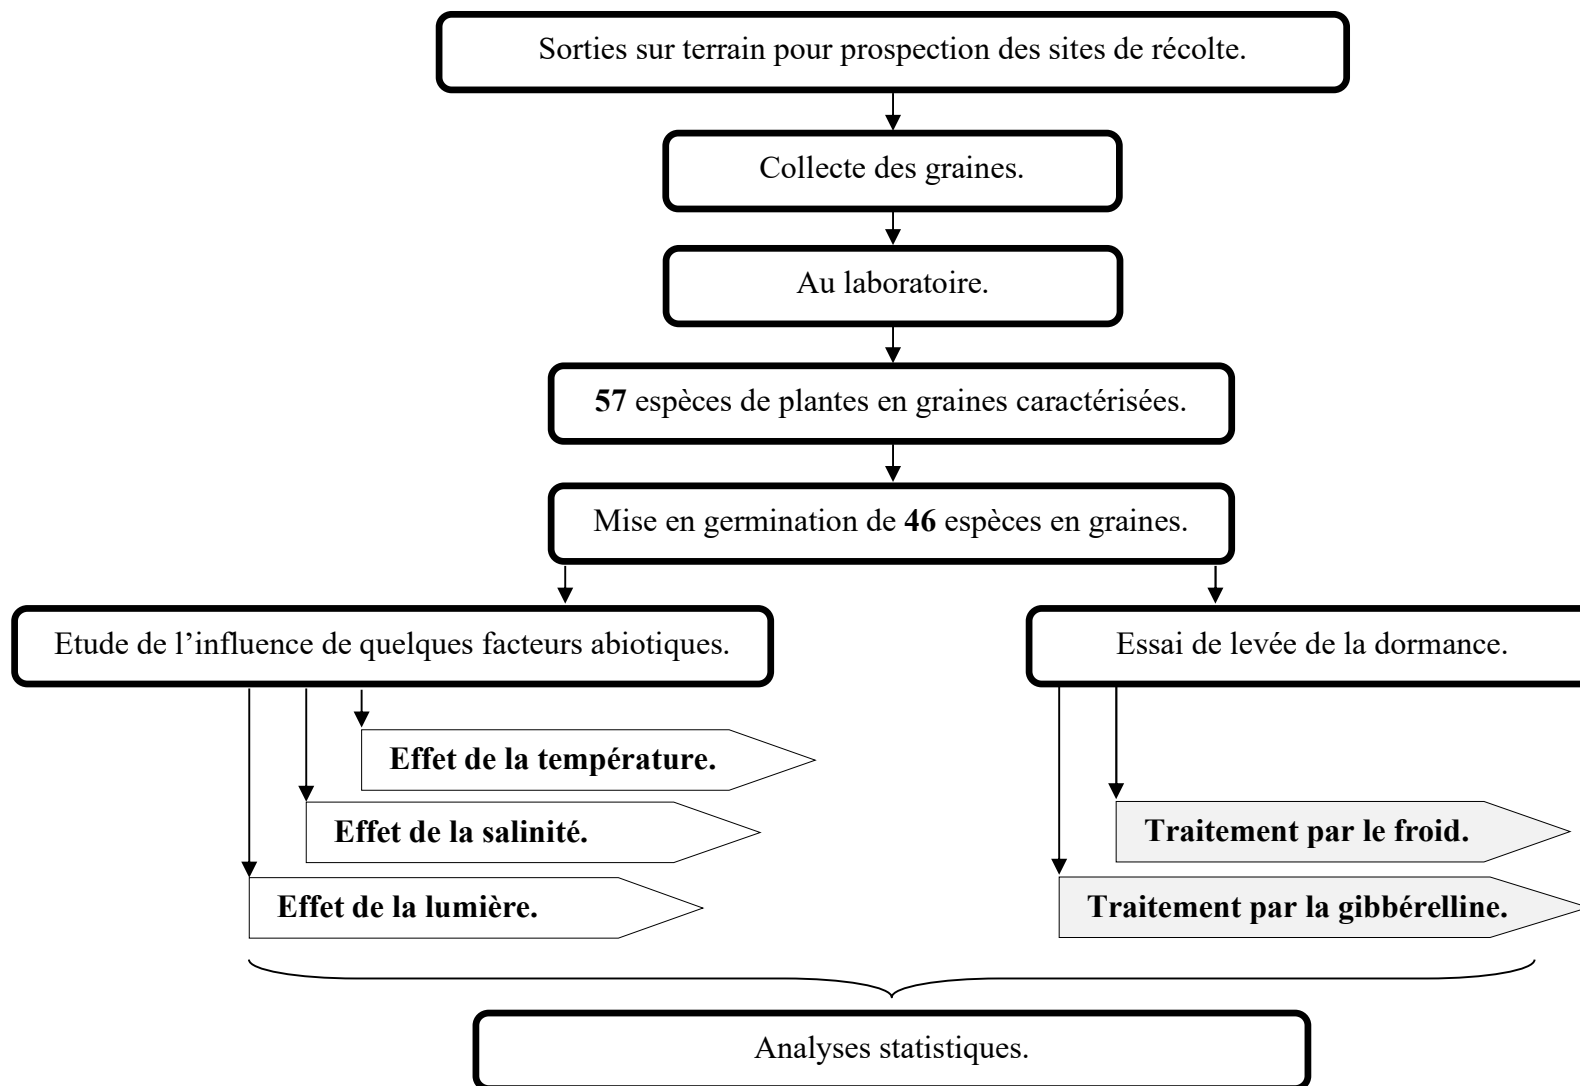 Sorties sur terrain pour prospection des sites de récolte.
Collecte des graines.
Au laboratoire.
57 espèces de plantes en graines caractérisées.
Mise en germination de 46 espèces en graines.
Etude de l’influence de quelques facteurs abiotiques.
Effet de la température.
Effet de la salinité.
Effet de la lumière.
Essai de levée de la dormance.
Traitement par le froid.
Traitement par la gibbérelline.
Analyses statistiques.